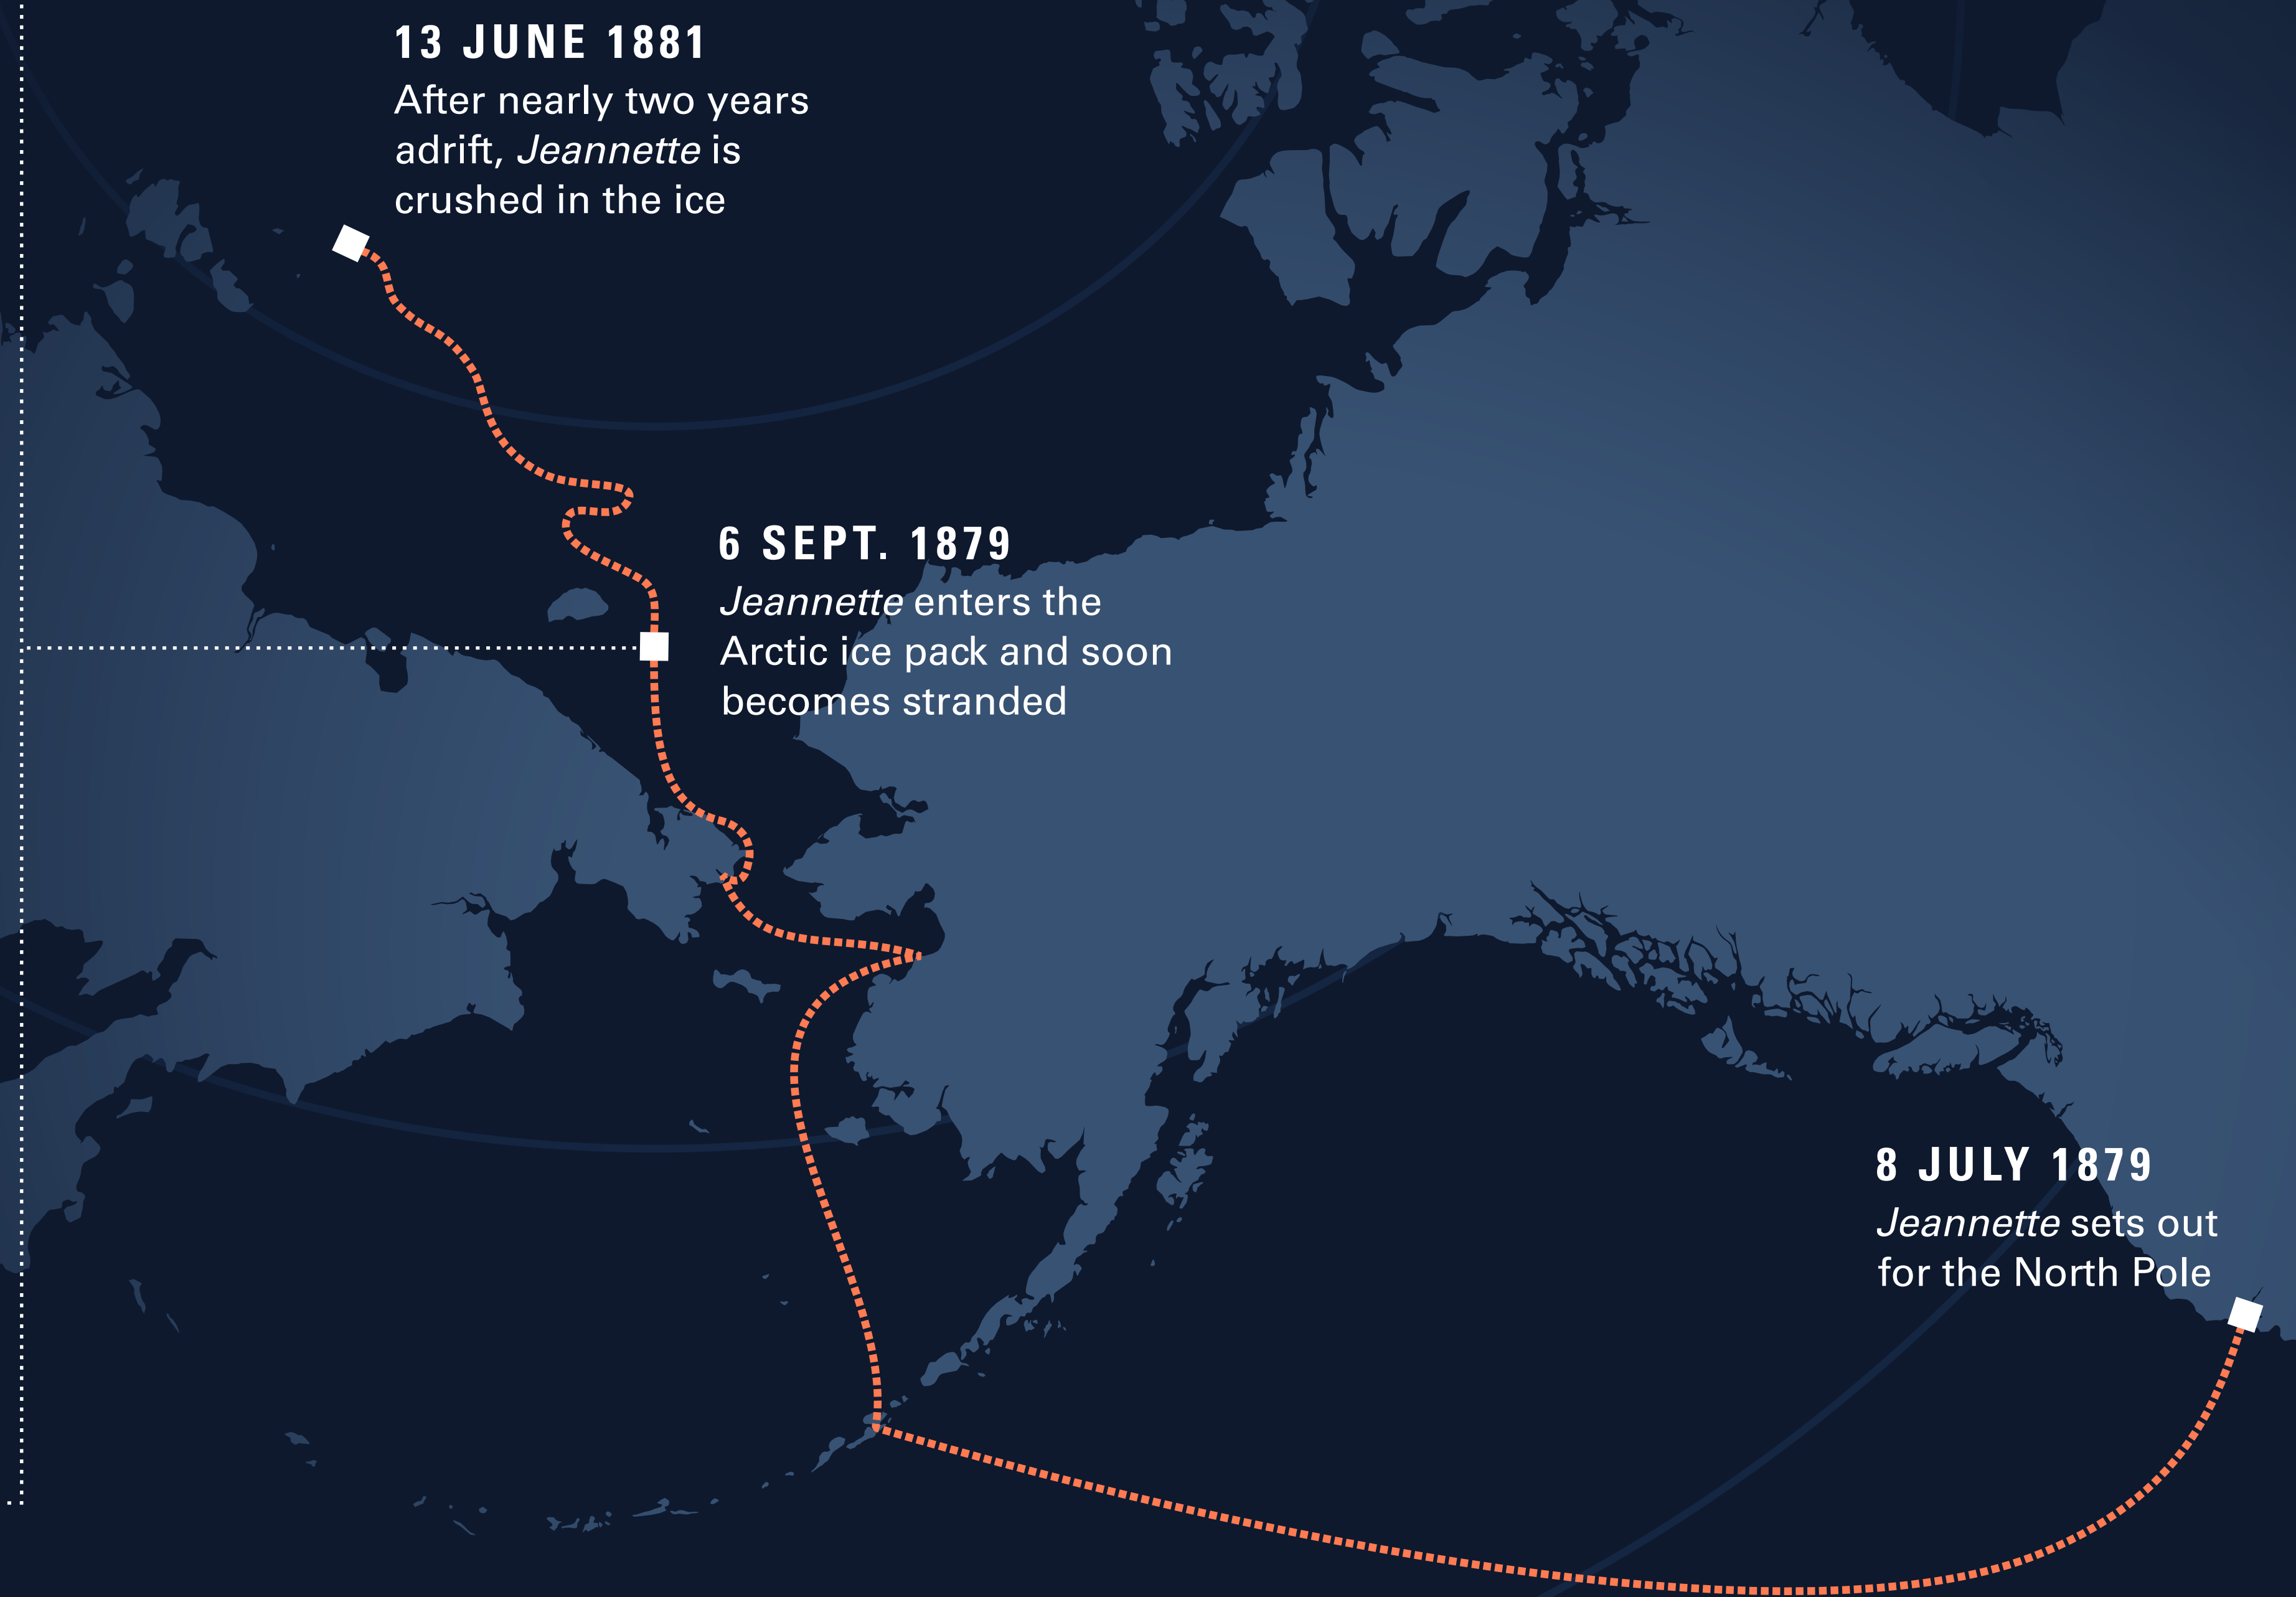 13 JUNE 1881
After nearly two years
adrift, Jeannette is
crushed in the ice
6 SEPT. 1879
Jeannette enters the
Arctic ice pack and soon
becomes stranded
8 JULY 1879
Jeannette sets out
for the North Pole